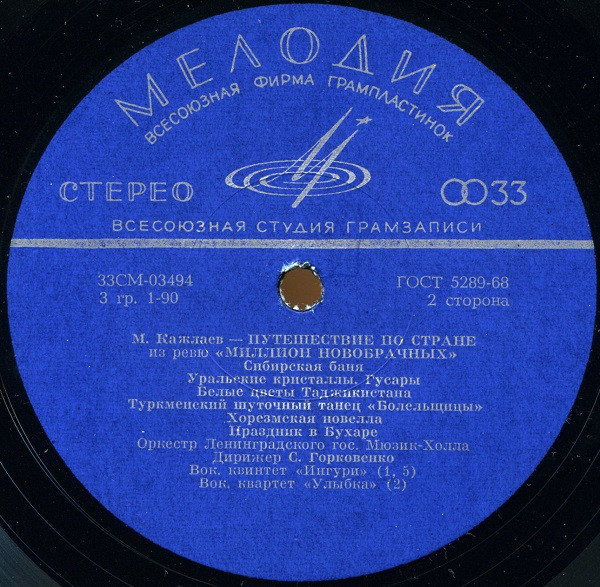 МЕЛОДИЯ
ВСЕСОЮЗНАЯ ФИРМА ГРАМПЛАСТИНОК
СТЕРЕО
33
ВСЕСОЮЗНАЯ СТУДИЯ ГРАМЗАПИСИ
33СМ-03494
ГОСТ 5289-68
3 гр. 1-90
2 сторона
М. Кажлаев — ПУТЕШЕСТВИЕ ПО СТРАНЕ
из ревю «МИЛЛИОН НОВОБРАЧНЫХ»
Сибирская баня
Уральские кристаллы. Гусары
Белые цветы Таджикистана
Туркменский шуточный танец «Болельщицы»
Хорезмская новелла
Праздник в Бухаре
Оркестр Ленинградского гос. Мюзик-Холла
Дирижер С. Горковенко
Вок. квинтет «Ингури» (1, 5)
Вок. квартет «Улыбка» (2)